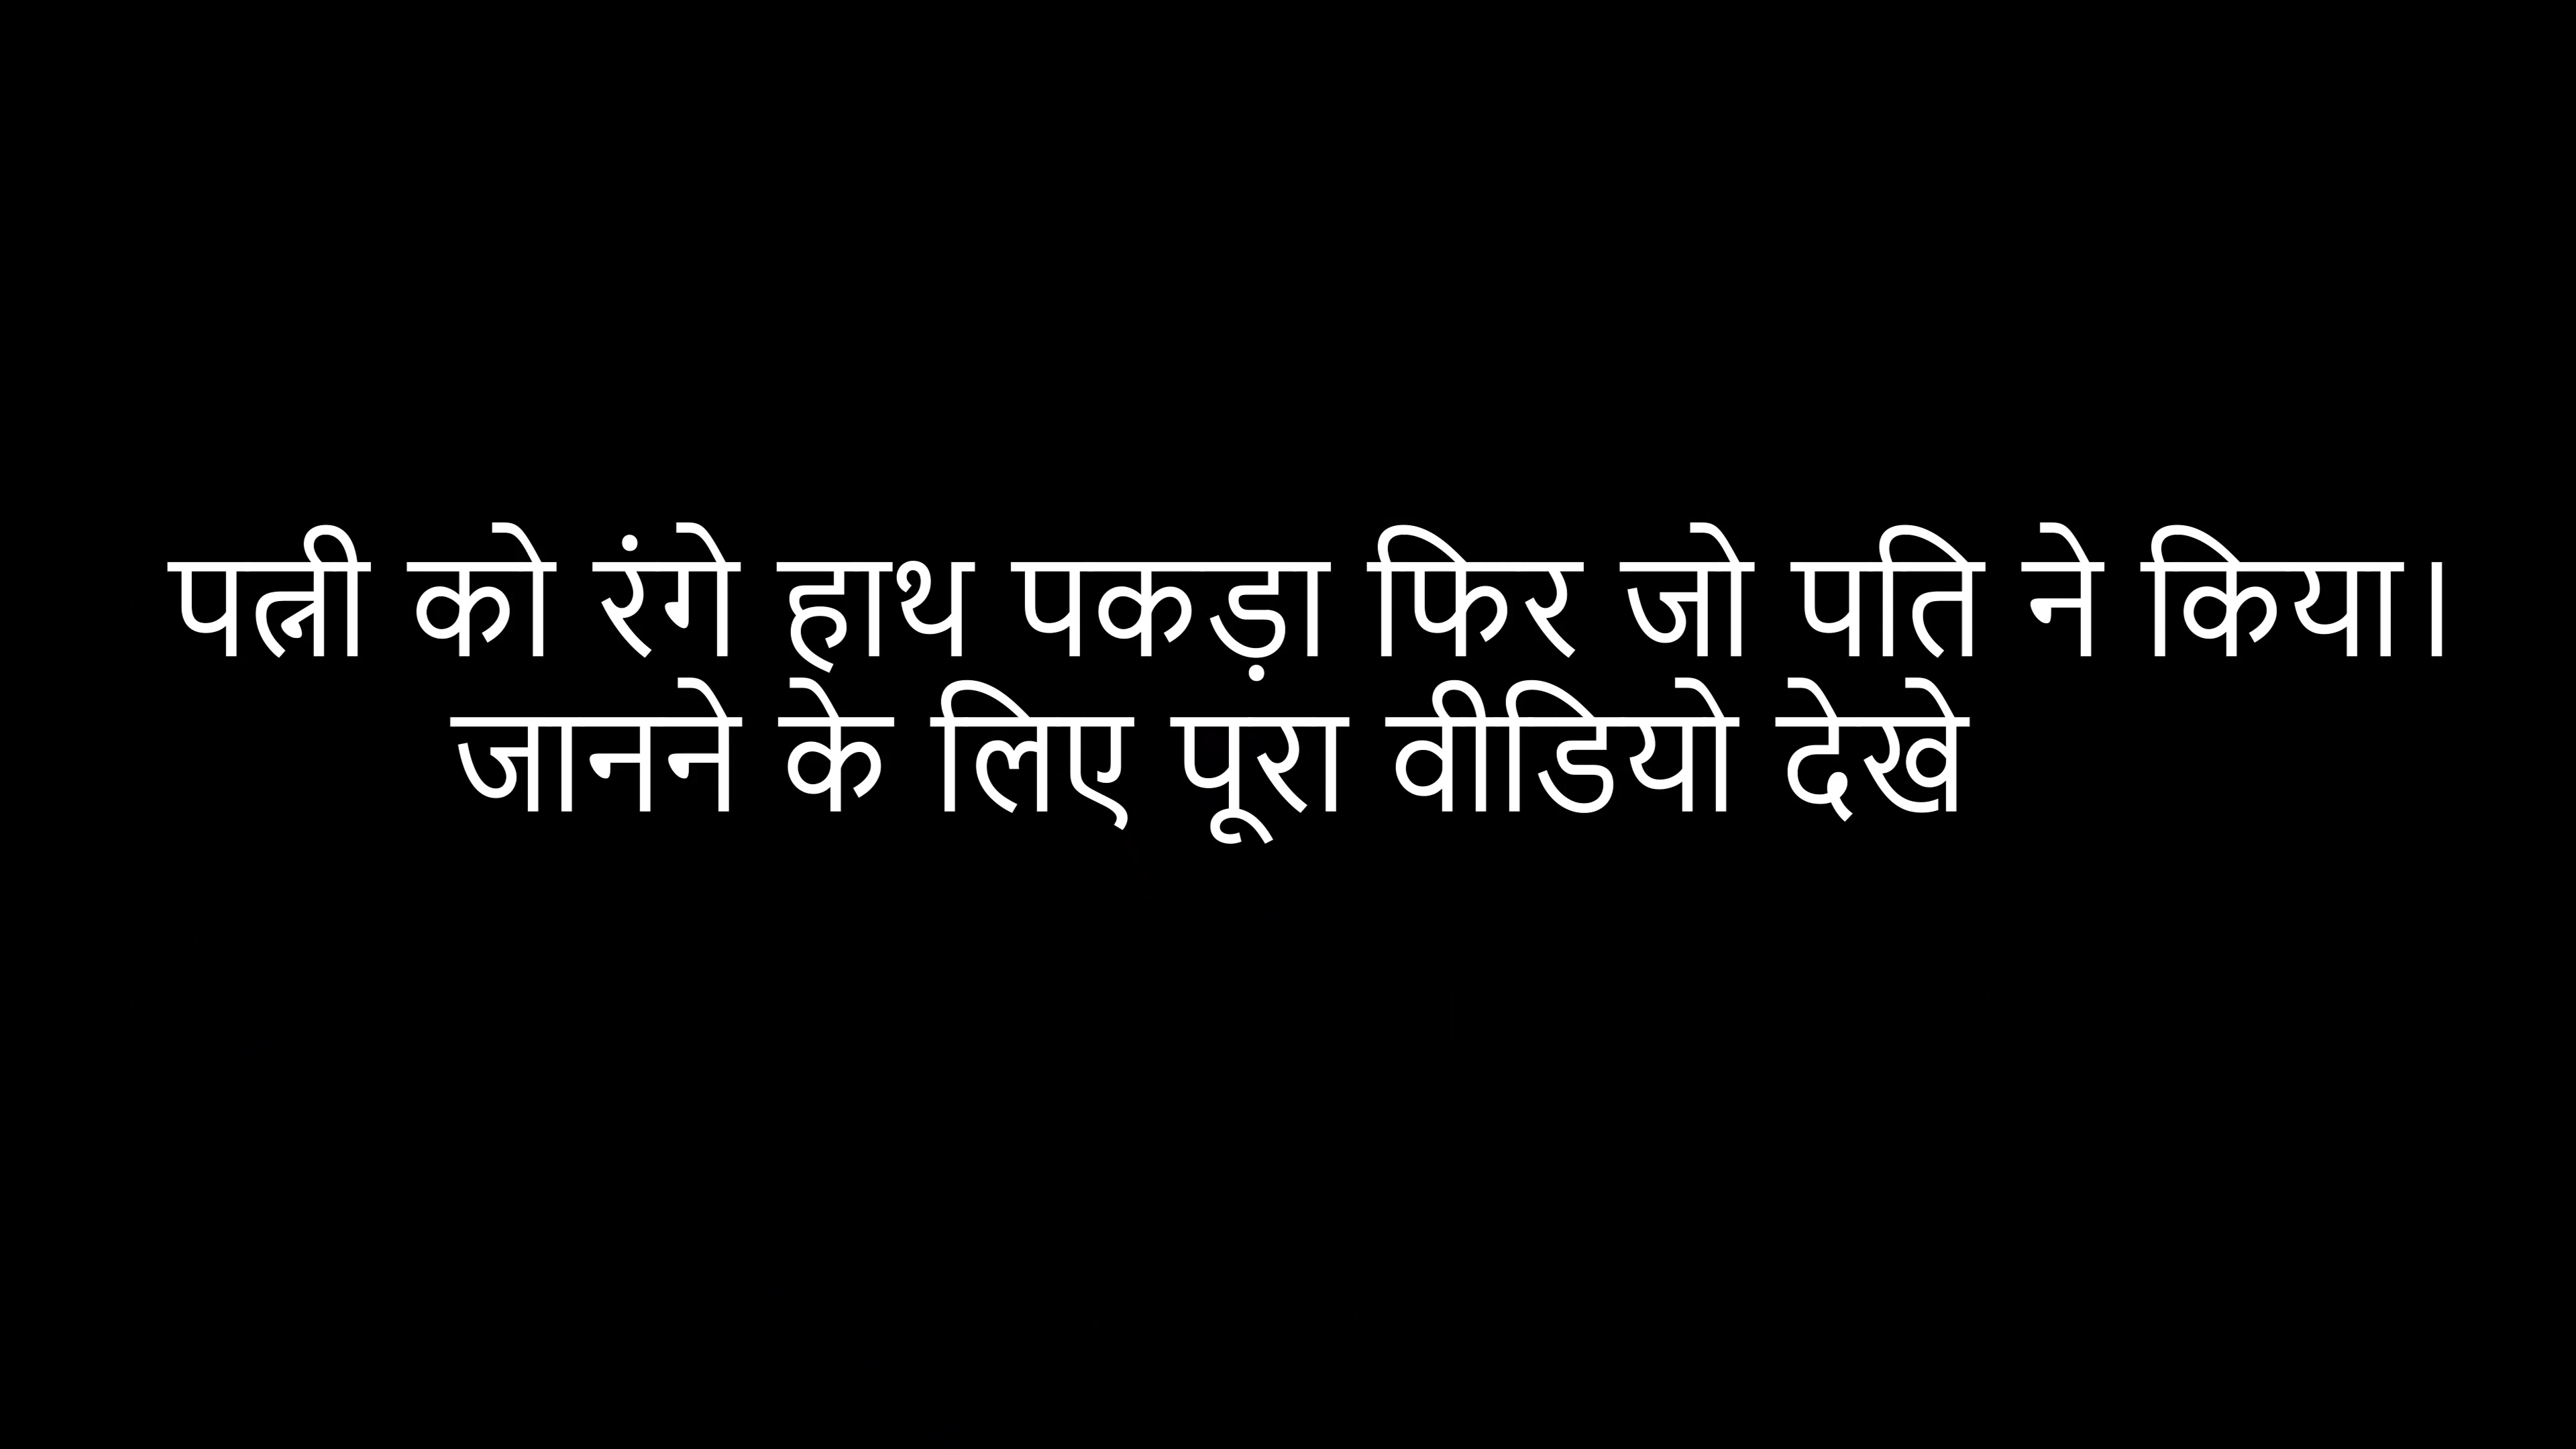 पत्नी को रंगे हाथ पकड़ा फिर जो पति ने किया।
जानने के लिए पूरा वीडियो देखे